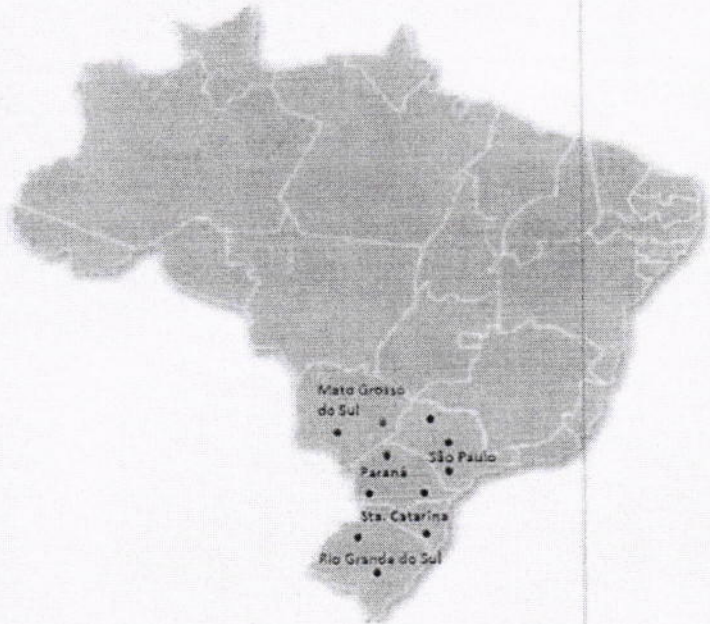 Mato Grosso
do Sul
São Paulo
Paraná
Sta. Catarina
Rio Grande do Sul